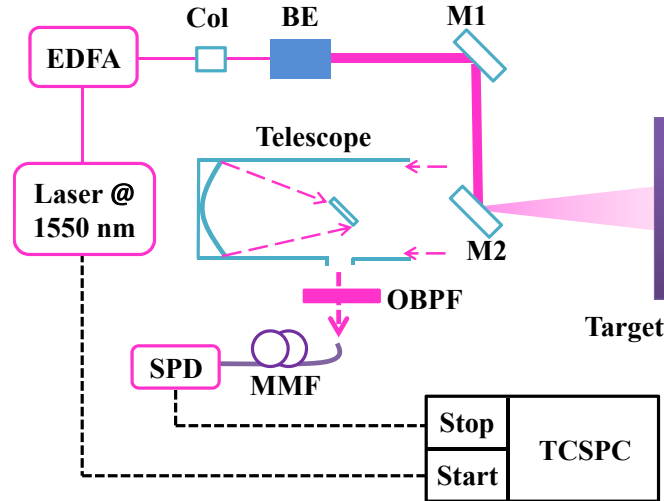 Col
BE
M1
EDFA
Telescope
Laser @
1550 nm
M2
OBPF
Target
SPD
MMF
Stop
TCSPC
Start